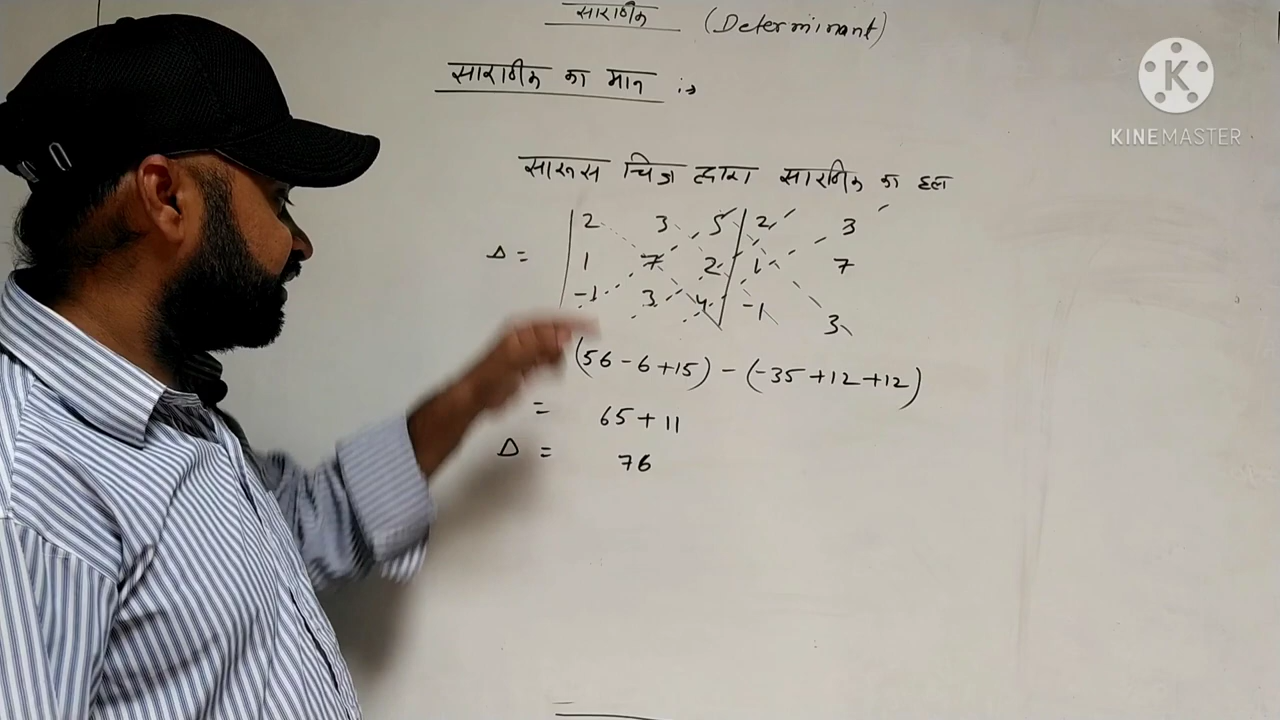 सारणिक (Determinant)
सारणिक का मान :→
सारूस चित्र द्वारा सारणिक का हल
Δ = | 2 3 5 | 2 3
1 7 2 1 7
-1 3 4 -1 3
(56 - 6 + 15) - (-35 + 12 + 12)
= 65 + 11
Δ = 76
K
KINEMASTER